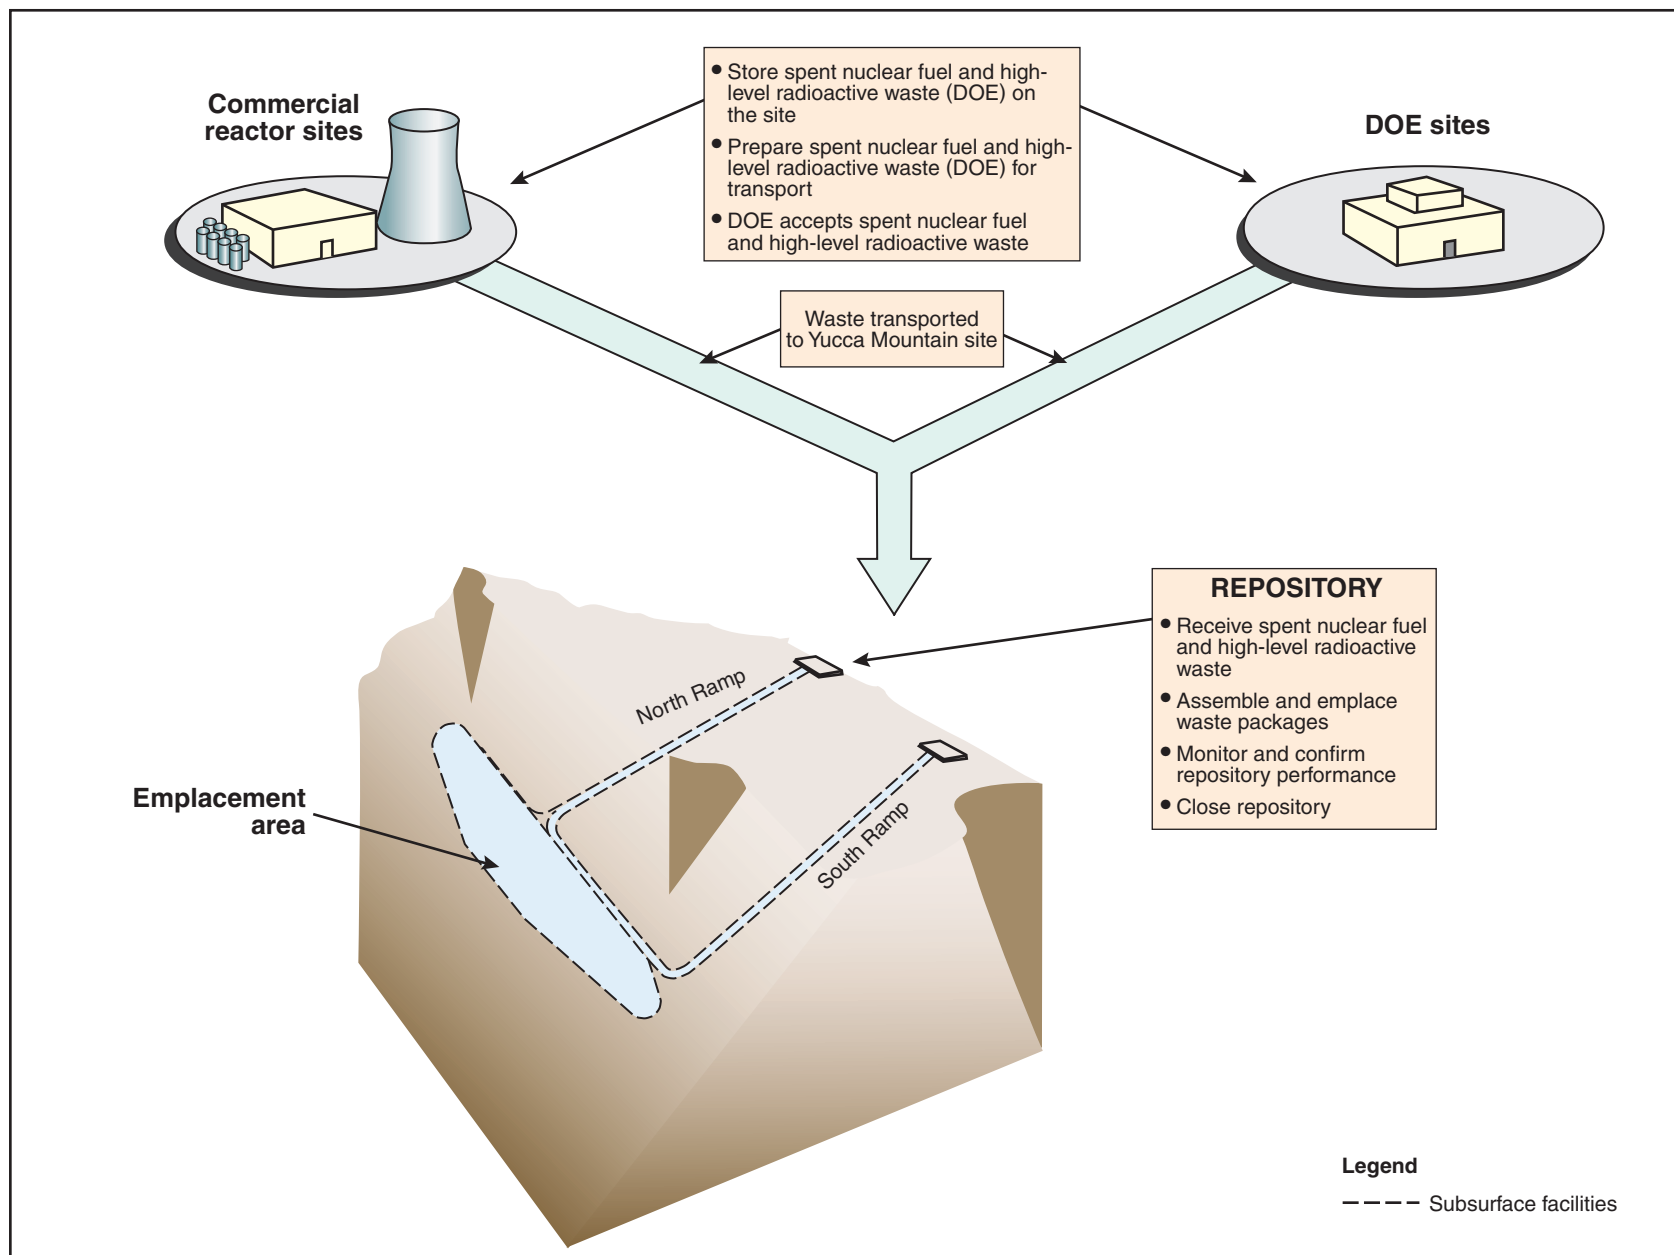 Commercial
reactor sites
• Store spent nuclear fuel and high-
level radioactive waste (DOE) on
the site
• Prepare spent nuclear fuel and high-
level radioactive waste (DOE) for
transport
• DOE accepts spent nuclear fuel
and high-level radioactive waste
DOE sites
Waste transported
to Yucca Mountain site
REPOSITORY
• Receive spent nuclear fuel
and high-level radioactive
waste
• Assemble and emplace
waste packages
• Monitor and confirm
repository performance
• Close repository
North Ramp
South Ramp
Emplacement
area
Legend
Subsurface facilities